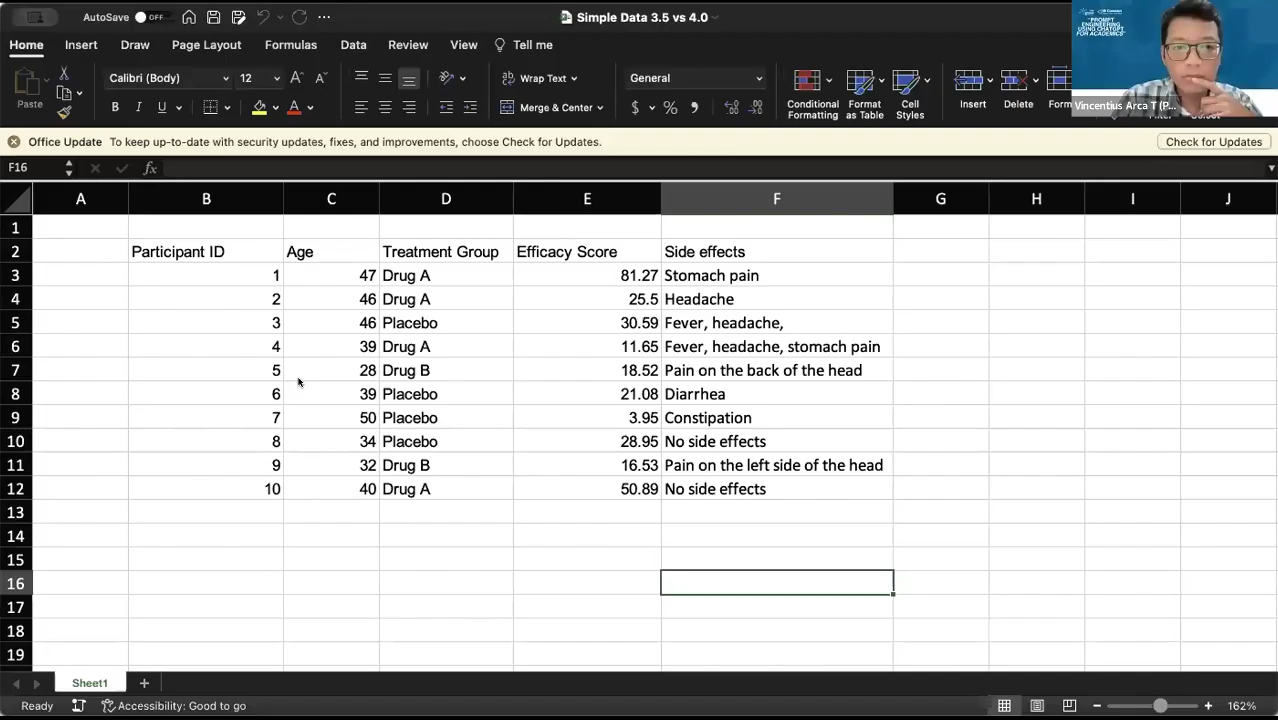 AutoSave OFF
Simple Data 3.5 vs 4.0
Home Insert Draw Page Layout Formulas Data Review View Tell me
"PROMPT ENGINEERING USING CHATGPT FOR ACADEMICS"
Vincentius Arca T (P...
Paste
Calibri (Body) 12
Wrap Text
General
B I U
Merge & Center
$ %
Conditional Formatting
Format as Table
Cell Styles
Insert
Delete
Office Update To keep up-to-date with security updates, fixes, and improvements, choose Check for Updates.
Check for Updates
F16 fx
A B C D E F G H I J
1
2 Participant ID Age Treatment Group Efficacy Score Side effects
3 1 47 Drug A 81.27 Stomach pain
4 2 46 Drug A 25.5 Headache
5 3 46 Placebo 30.59 Fever, headache,
6 4 39 Drug A 11.65 Fever, headache, stomach pain
7 5 28 Drug B 18.52 Pain on the back of the head
8 6 39 Placebo 21.08 Diarrhea
9 7 50 Placebo 3.95 Constipation
10 8 34 Placebo 28.95 No side effects
11 9 32 Drug B 16.53 Pain on the left side of the head
12 10 40 Drug A 50.89 No side effects
13
14
15
16
17
18
19
Sheet1
Ready Accessibility: Good to go 162%